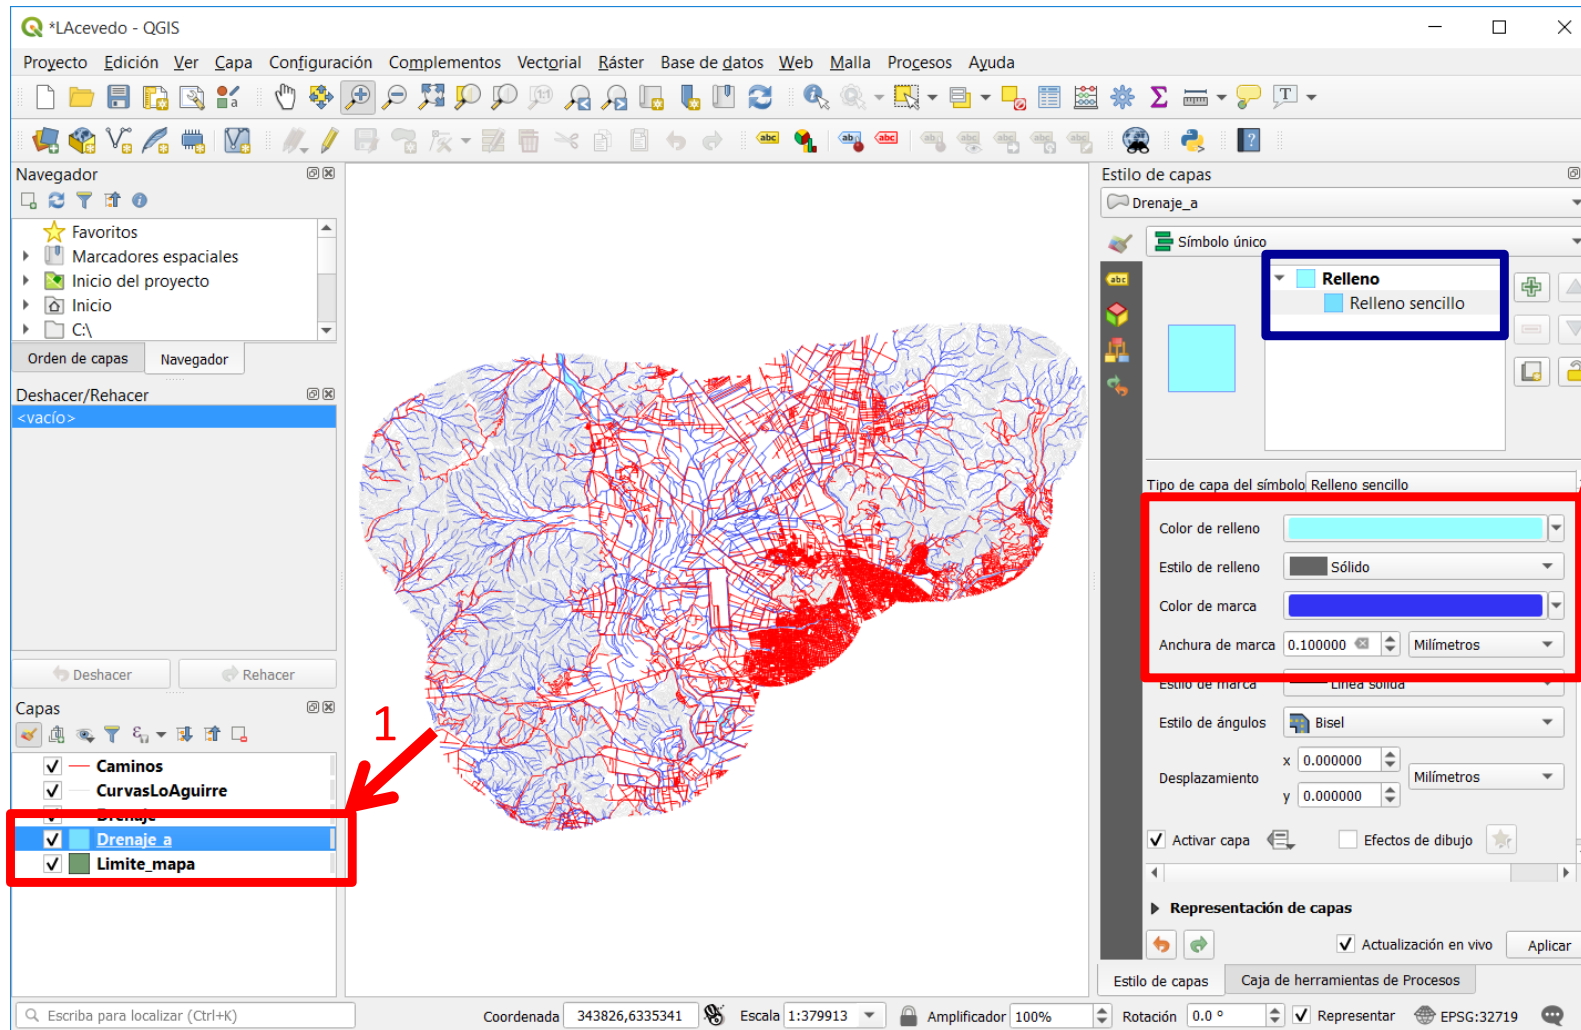 *LAcevedo - QGIS
Proyecto Edición Ver Capa Configuración Complementos Vectorial Ráster Base de datos Web Malla Procesos Ayuda
Navegador
Favoritos
Marcadores espaciales
Inicio del proyecto
Inicio
C:\
Orden de capas Navegador
Deshacer/Rehacer
<vacío>
Deshacer Rehacer
Capas
Caminos
CurvasLoAguirre
Drenaje
Drenaje_a
Limite_mapa
1
Estilo de capas
Drenaje_a
Símbolo único
Relleno
Relleno sencillo
Tipo de capa del símbolo Relleno sencillo
Color de relleno
Estilo de relleno Sólido
Color de marca
Anchura de marca 0.100000 Milímetros
Estilo de marca Línea sólida
Estilo de ángulos Bisel
Desplazamiento x 0.000000 Milímetros
y 0.000000
Activar capa Efectos de dibujo
Representación de capas
Actualización en vivo Aplicar
Estilo de capas Caja de herramientas de Procesos
Escriba para localizar (Ctrl+K) Coordenada 343826,6335341 Escala 1:379913 Amplificador 100% Rotación 0.0 ° Representar EPSG:32719